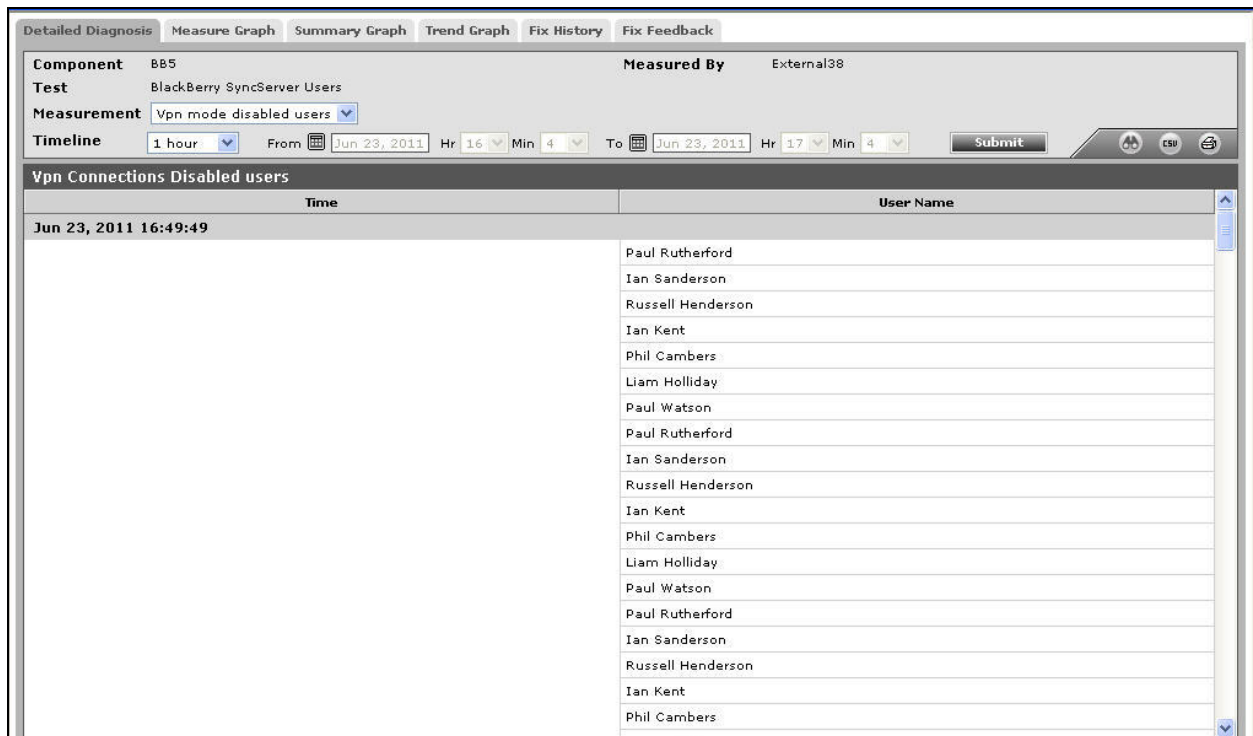 Detailed Diagnosis Measure Graph Summary Graph Trend Graph Fix History Fix Feedback
Component BB5 Measured By External38
Test BlackBerry SyncServer Users
Measurement Vpn mode disabled users
Timeline 1 hour From Jun 23, 2011 Hr 16 Min 4 To Jun 23, 2011 Hr 17 Min 4 Submit CSV
Vpn Connections Disabled users
Time User Name
Jun 23, 2011 16:49:49
Paul Rutherford
Ian Sanderson
Russell Henderson
Ian Kent
Phil Cambers
Liam Holliday
Paul Watson
Paul Rutherford
Ian Sanderson
Russell Henderson
Ian Kent
Phil Cambers
Liam Holliday
Paul Watson
Paul Rutherford
Ian Sanderson
Russell Henderson
Ian Kent
Phil Cambers